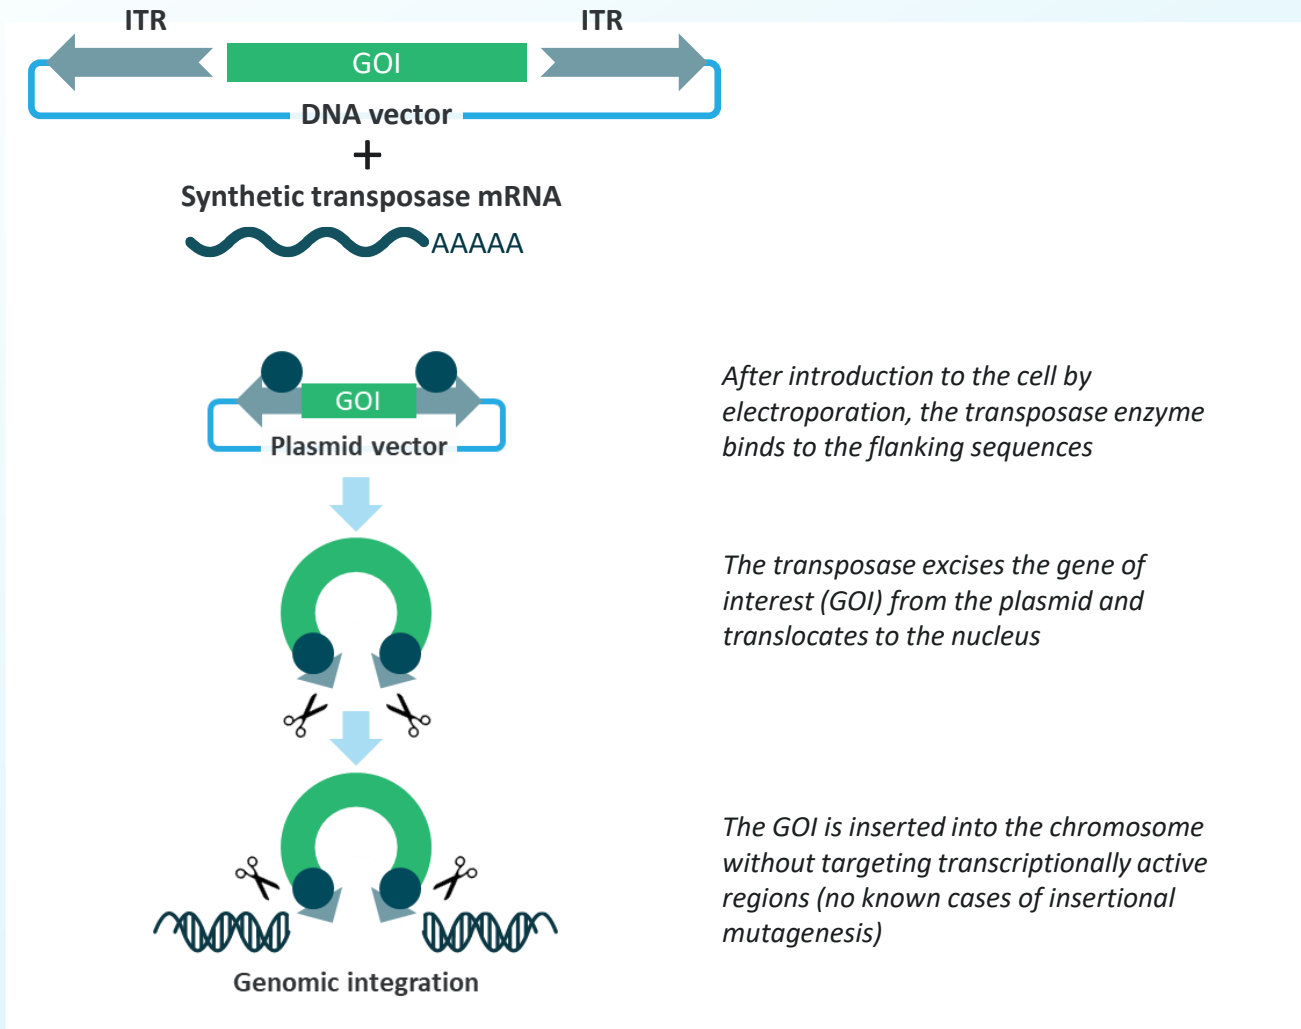 ITR ITR
GOI
DNA vector
+
Synthetic transposase mRNA
AAAAA
GOI
Plasmid vector
After introduction to the cell by
electroporation, the transposase enzyme
binds to the flanking sequences
The transposase excises the gene of
interest (GOI) from the plasmid and
translocates to the nucleus
The GOI is inserted into the chromosome
without targeting transcriptionally active
regions (no known cases of insertional
mutagenesis)
Genomic integration